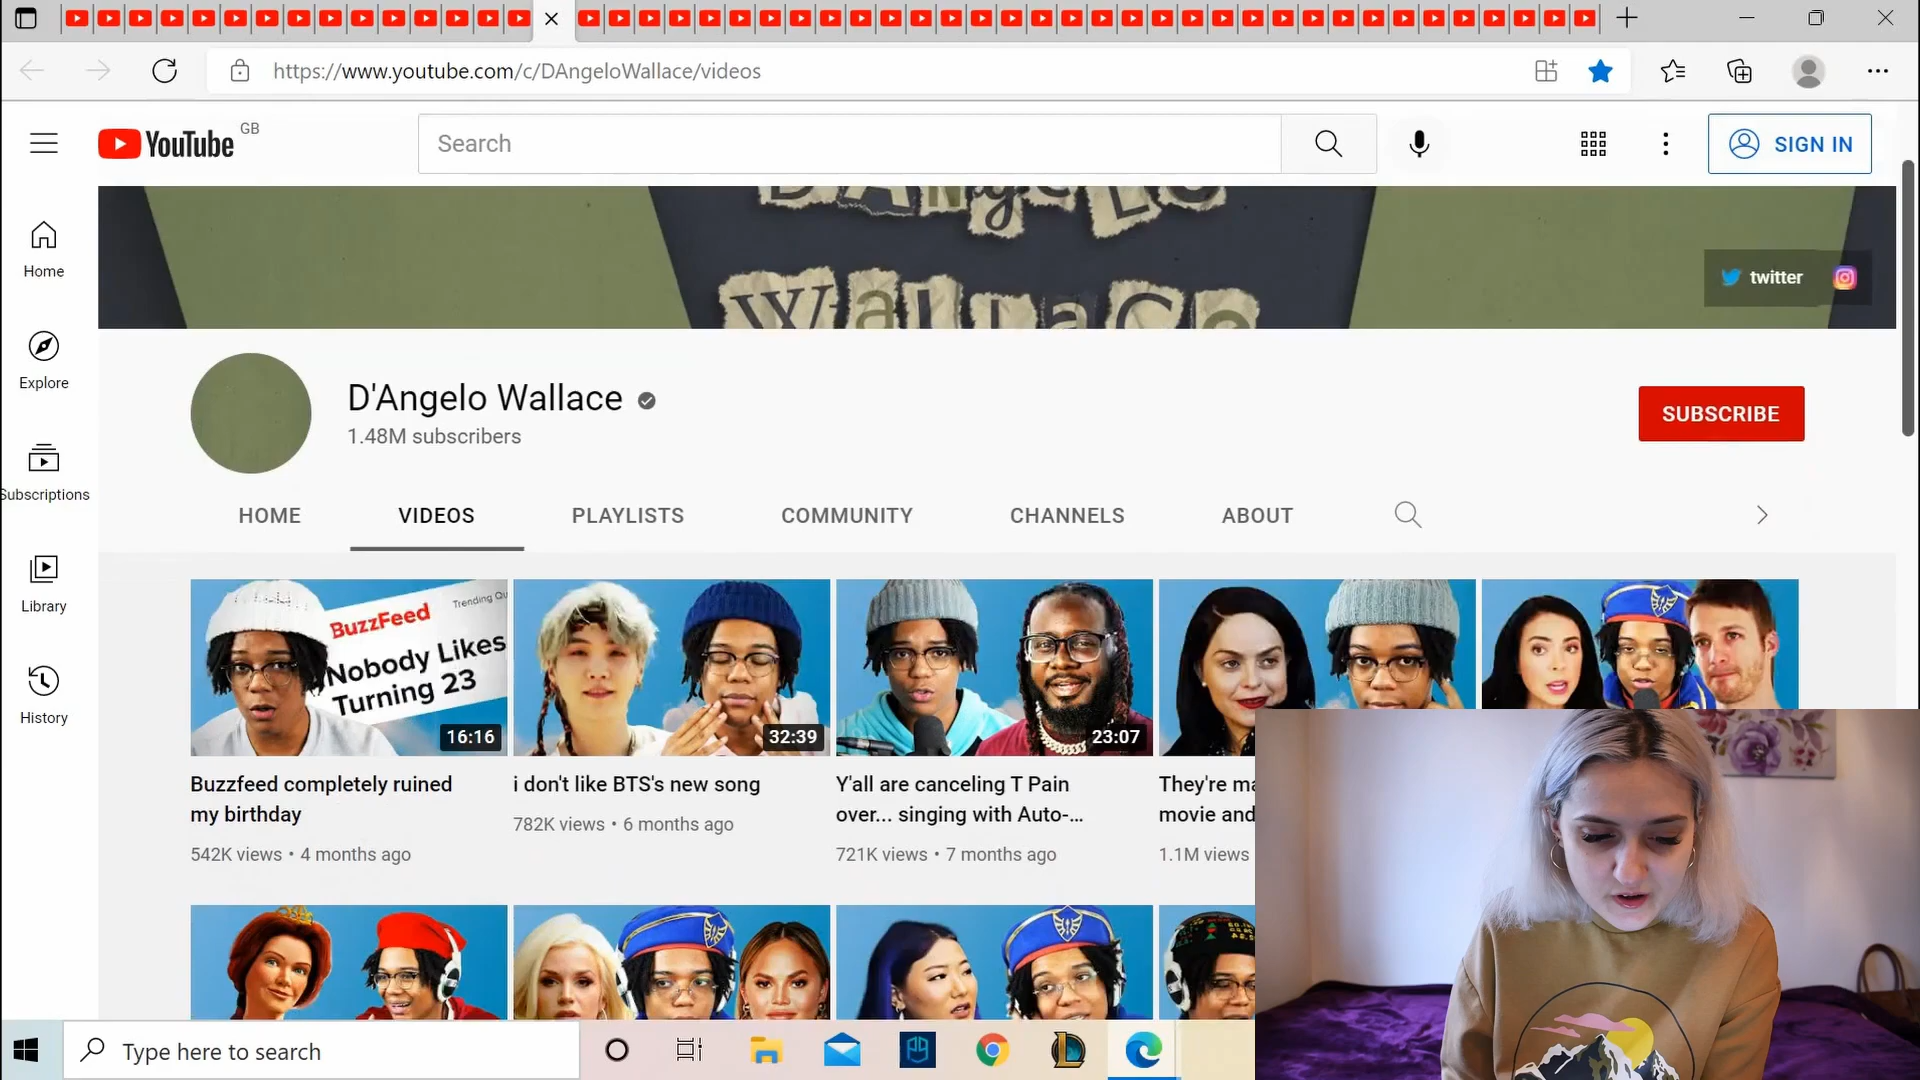 https://www.youtube.com/c/DAngeloWallace/videos
YouTube GB
Search
SIGN IN
DAngelo
Wallace
twitter
Home
Explore
Subscriptions
Library
History
D'Angelo Wallace
1.48M subscribers
SUBSCRIBE
HOME VIDEOS PLAYLISTS COMMUNITY CHANNELS ABOUT
BuzzFeed
Trending Qu
Nobody Likes
Turning 23
16:16
32:39
23:07
Buzzfeed completely ruined
my birthday
542K views • 4 months ago
i don't like BTS's new song
782K views • 6 months ago
Y'all are canceling T Pain
over... singing with Auto-...
721K views • 7 months ago
They're ma
movie and
1.1M views
Type here to search